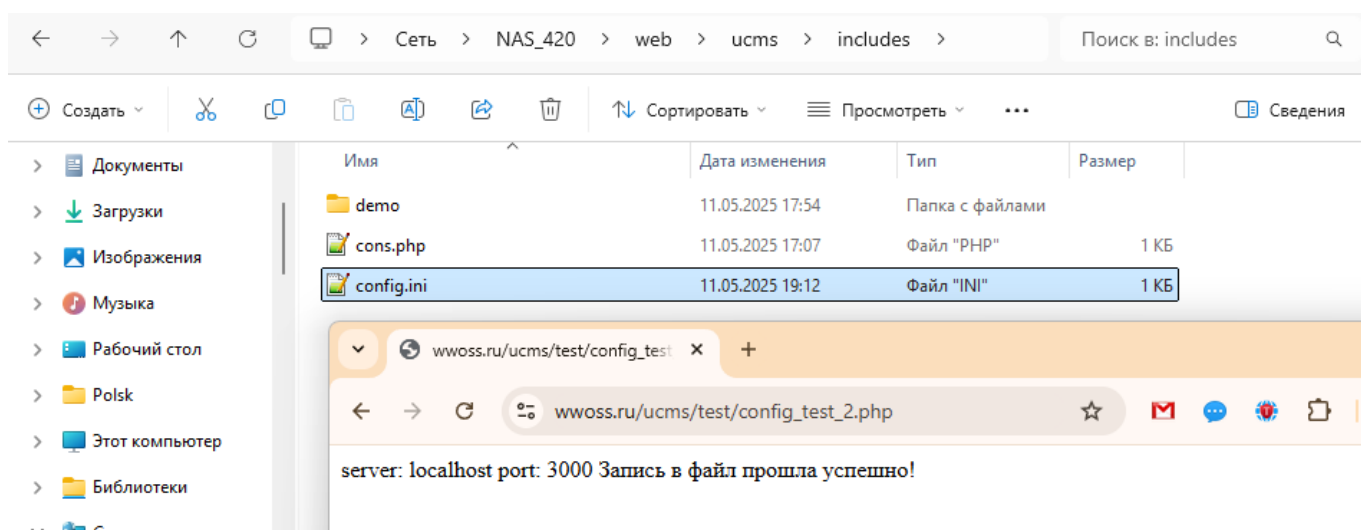 Сеть > NAS_420 > web > ucms > includes >
Поиск в: includes
Создать
Сортировать
Просмотреть
Сведения
Имя
Дата изменения
Тип
Размер
Документы
Загрузки
Изображения
Музыка
Рабочий стол
Polsk
Этот компьютер
Библиотеки
demo 11.05.2025 17:54 Папка с файлами
cons.php 11.05.2025 17:07 Файл "PHP" 1 КБ
config.ini 11.05.2025 19:12 Файл "INI" 1 КБ
wwoss.ru/ucms/test/config_test
wwoss.ru/ucms/test/config_test_2.php
server: localhost port: 3000 Запись в файл прошла успешно!